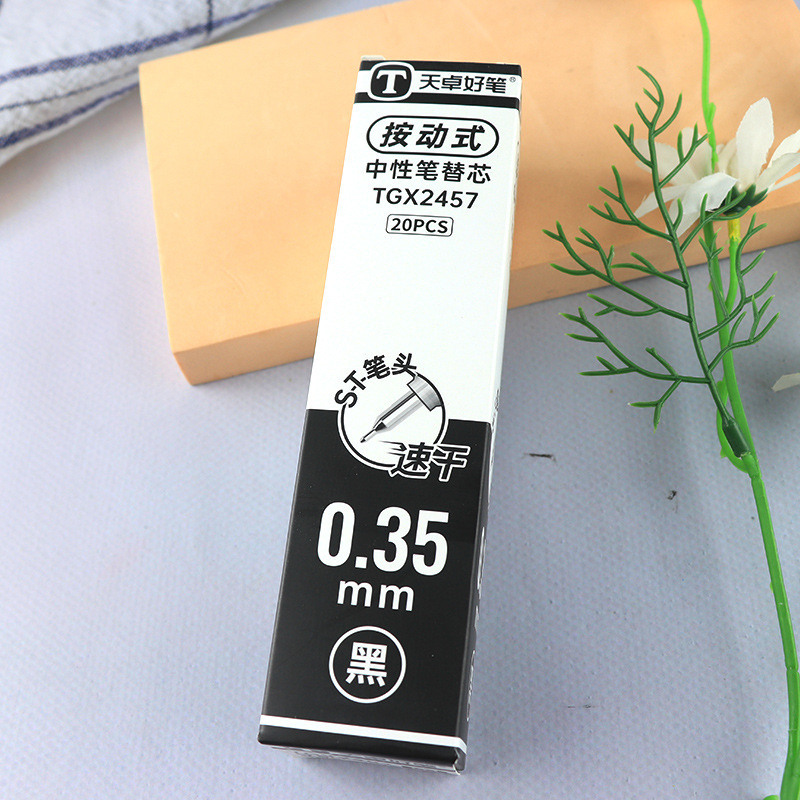 T 天卓好笔®
按动式
中性笔替芯
TGX2457
20PCS
S-T-笔头
速干
0.35
mm
黑